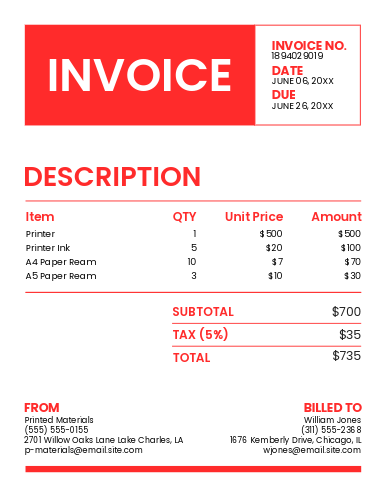 INVOICE
INVOICE NO.
1894029019
DATE
JUNE 06, 20XX
DUE
JUNE 26, 20XX
DESCRIPTION
Item QTY Unit Price Amount
Printer 1 $500 $500
Printer Ink 5 $20 $100
A4 Paper Ream 10 $7 $70
A5 Paper Ream 3 $10 $30
SUBTOTAL $700
TAX (5%) $35
TOTAL $735
FROM
Printed Materials
(555) 555-0155
2701 Willow Oaks Lane Lake Charles, LA
p-materials@email.site.com
BILLED TO
William Jones
(311) 555-2368
1676 Kemberly Drive, Chicago, IL
wjones@email.site.com